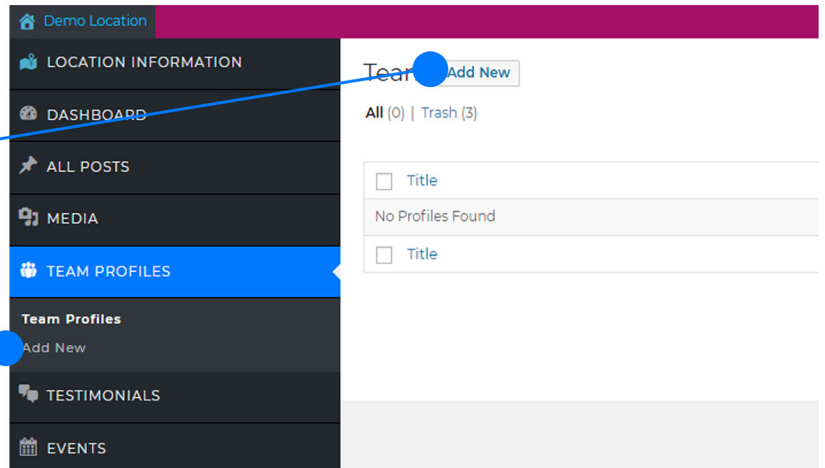 Demo Location
LOCATION INFORMATION
DASHBOARD
ALL POSTS
MEDIA
TEAM PROFILES
Team Profiles
Add New
TESTIMONIALS
EVENTS
Add New
All (0) | Trash (3)
Title
No Profiles Found
Title